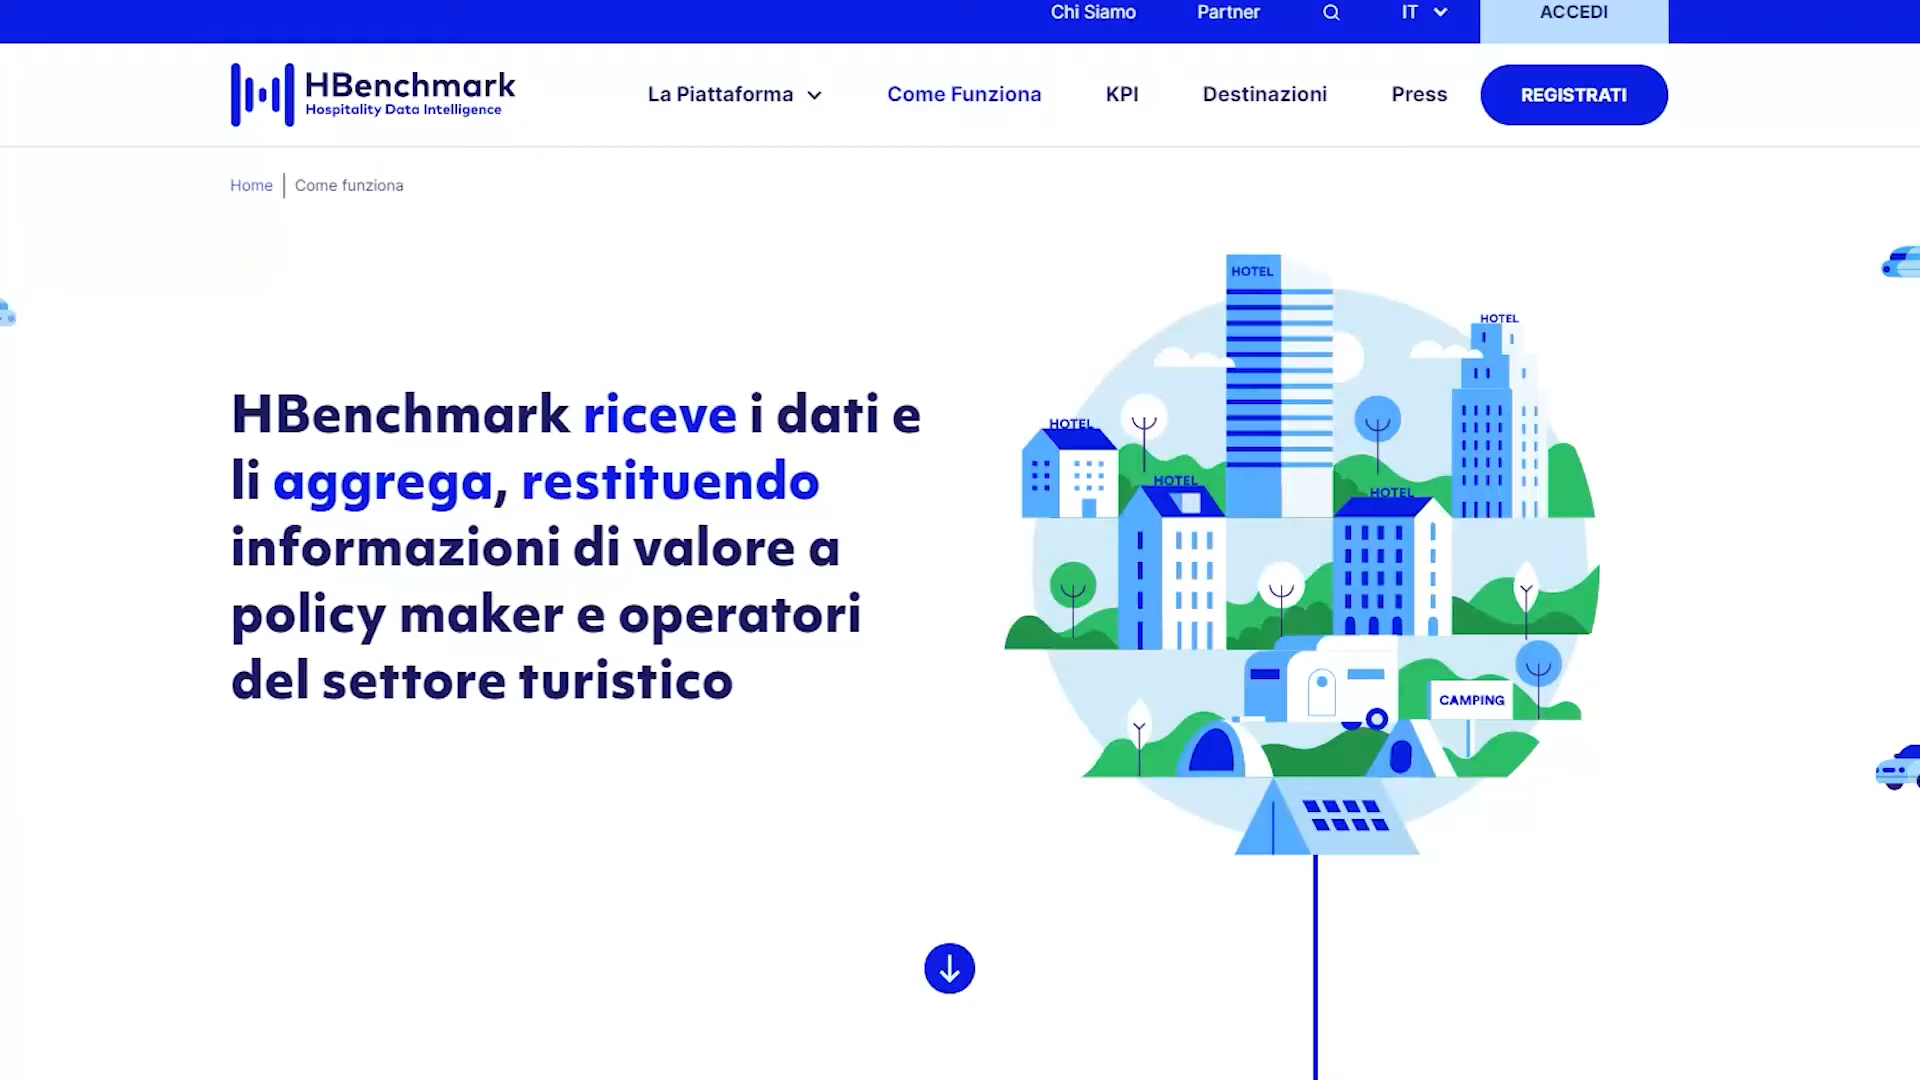 Chi Siamo
Partner
IT
ACCEDI
HBenchmark
Hospitality Data Intelligence
La Piattaforma
Come Funziona
KPI
Destinazioni
Press
REGISTRATI
Home
Come funziona
HBenchmark riceve i dati e
li aggrega, restituendo
informazioni di valore a
policy maker e operatori
del settore turistico
HOTEL
HOTEL
HOTEL
HOTEL
HOTEL
CAMPING